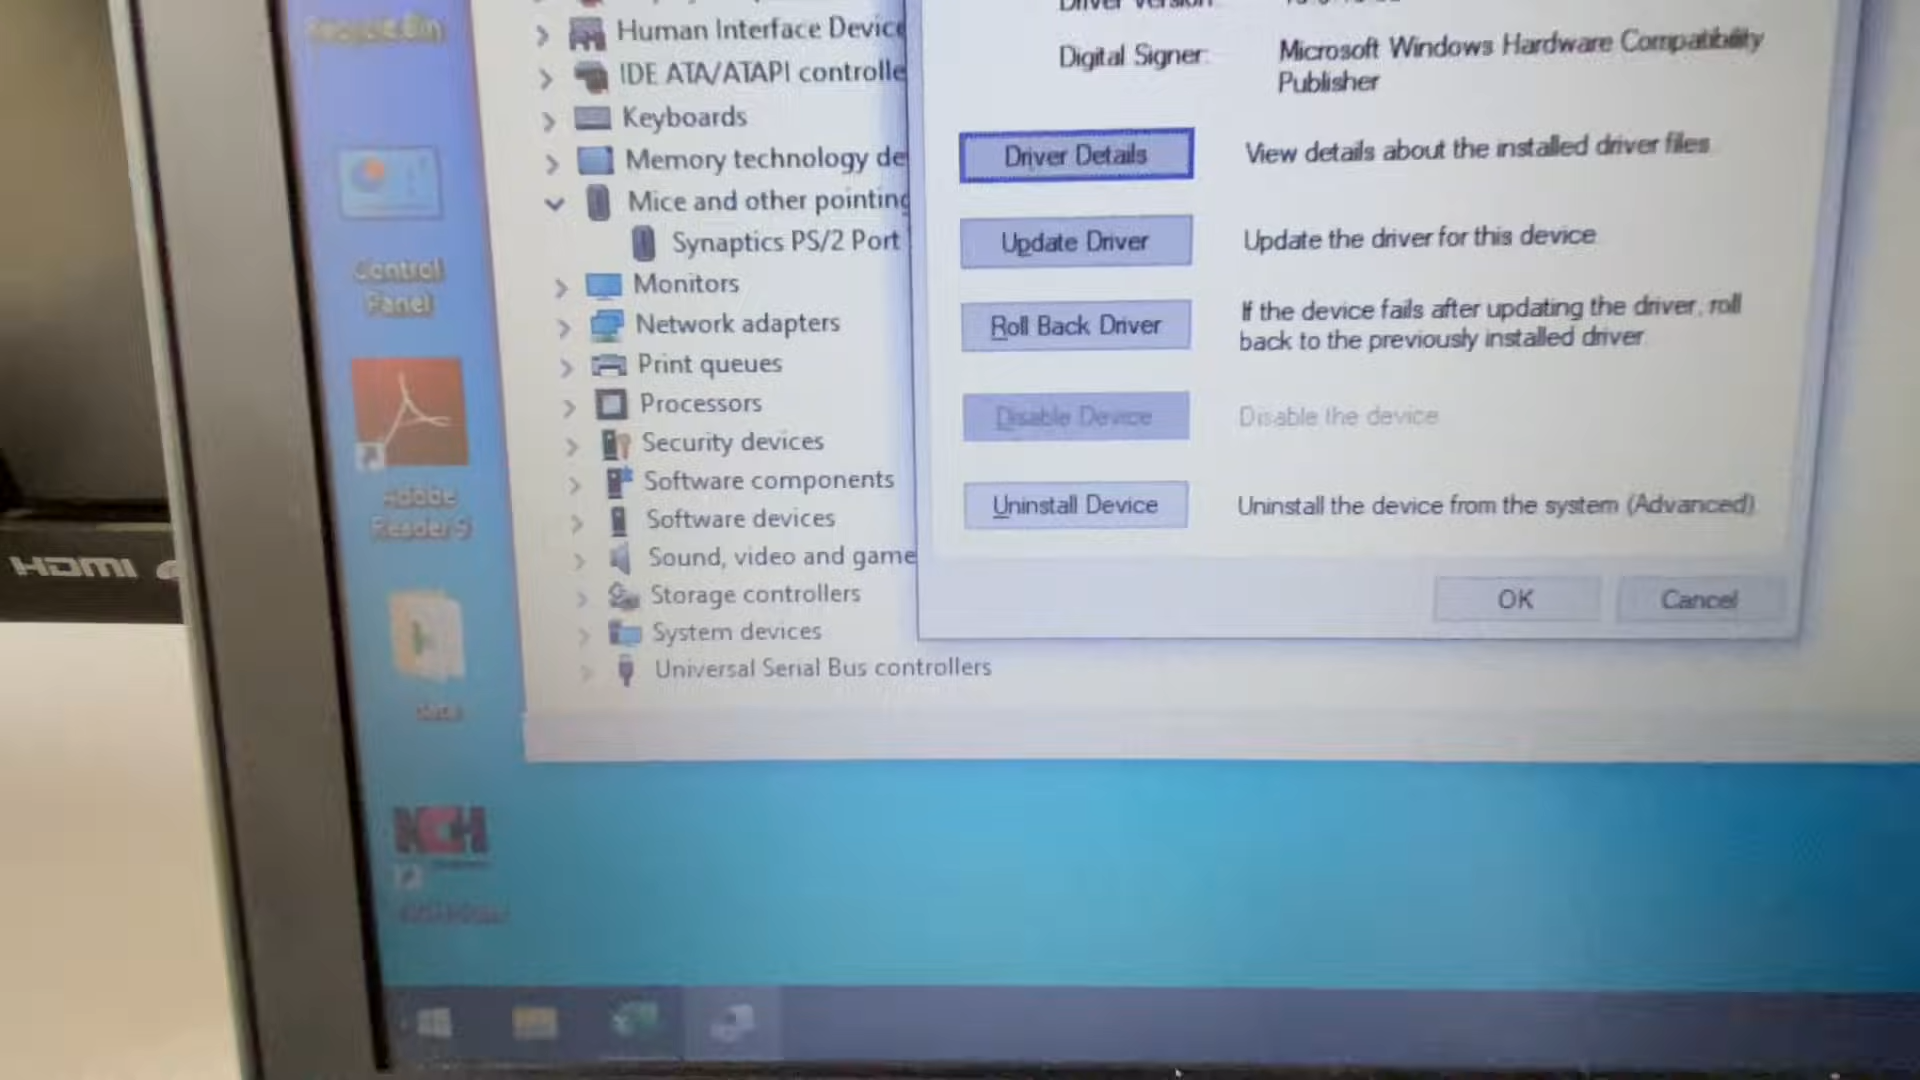 Recycle Bin
Human Interface Device
IDE ATA/ATAPI controlle
Keyboards
Memory technology de
Mice and other pointing
Synaptics PS/2 Port
Monitors
Network adapters
Print queues
Processors
Security devices
Software components
Software devices
Sound, video and game
Storage controllers
System devices
Universal Serial Bus controllers
Driver Version
Digital Signer:
Microsoft Windows Hardware Compatibility
Publisher
Driver Details
View details about the installed driver files
Update Driver
Update the driver for this device
Roll Back Driver
If the device fails after updating the driver, roll
back to the previously installed driver
Disable Device
Disable the device
Uninstall Device
Uninstall the device from the system (Advanced)
OK
Cancel
Control
Panel
Adobe
Reader 9
data
HDMI